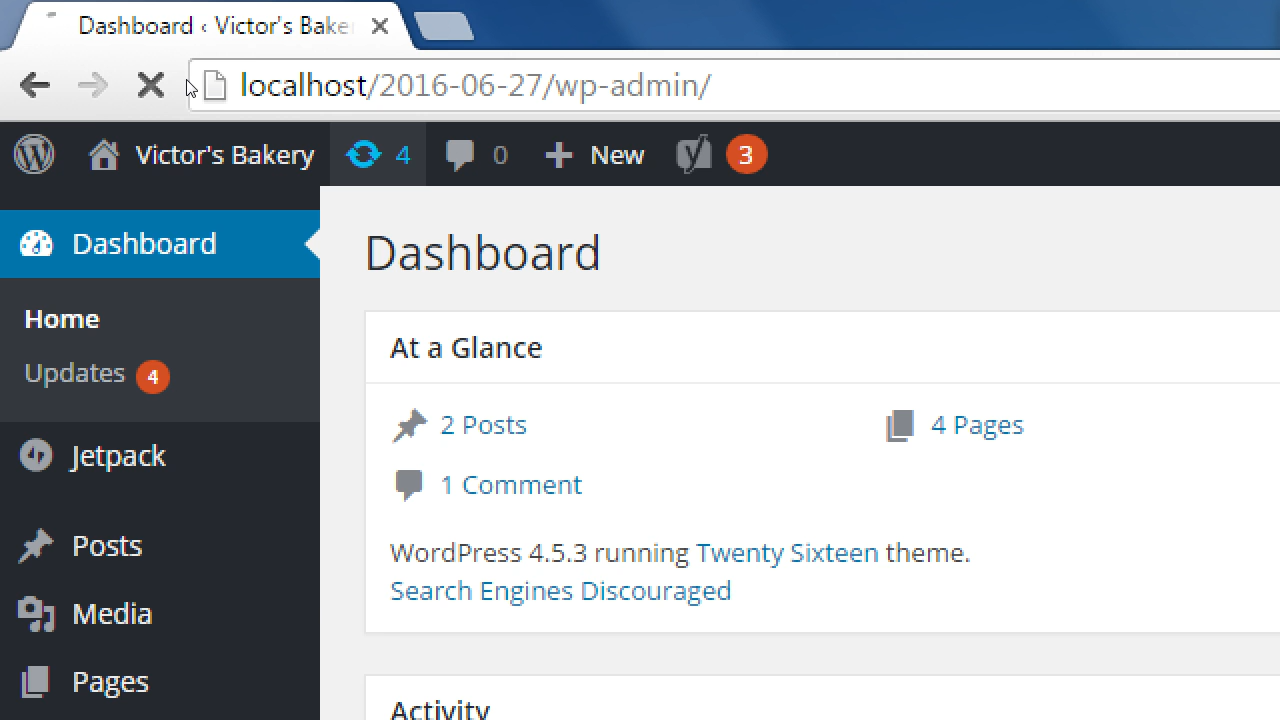 Dashboard ‹ Victor's Bake
localhost/2016-06-27/wp-admin/
Victor's Bakery 4 0 New 3
Dashboard
Home
Updates 4
Jetpack
Posts
Media
Pages
Dashboard
At a Glance
2 Posts 4 Pages
1 Comment
WordPress 4.5.3 running Twenty Sixteen theme.
Search Engines Discouraged
Activity